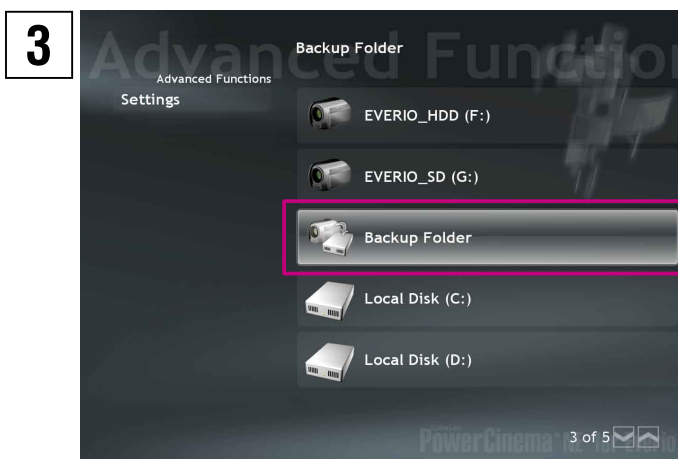 3
Advanced Function
Backup Folder
Advanced Functions
Settings
EVERIO_HDD (F:)
EVERIO_SD (G:)
Backup Folder
Local Disk (C:)
Local Disk (D:)
PowerCinema
3 of 5